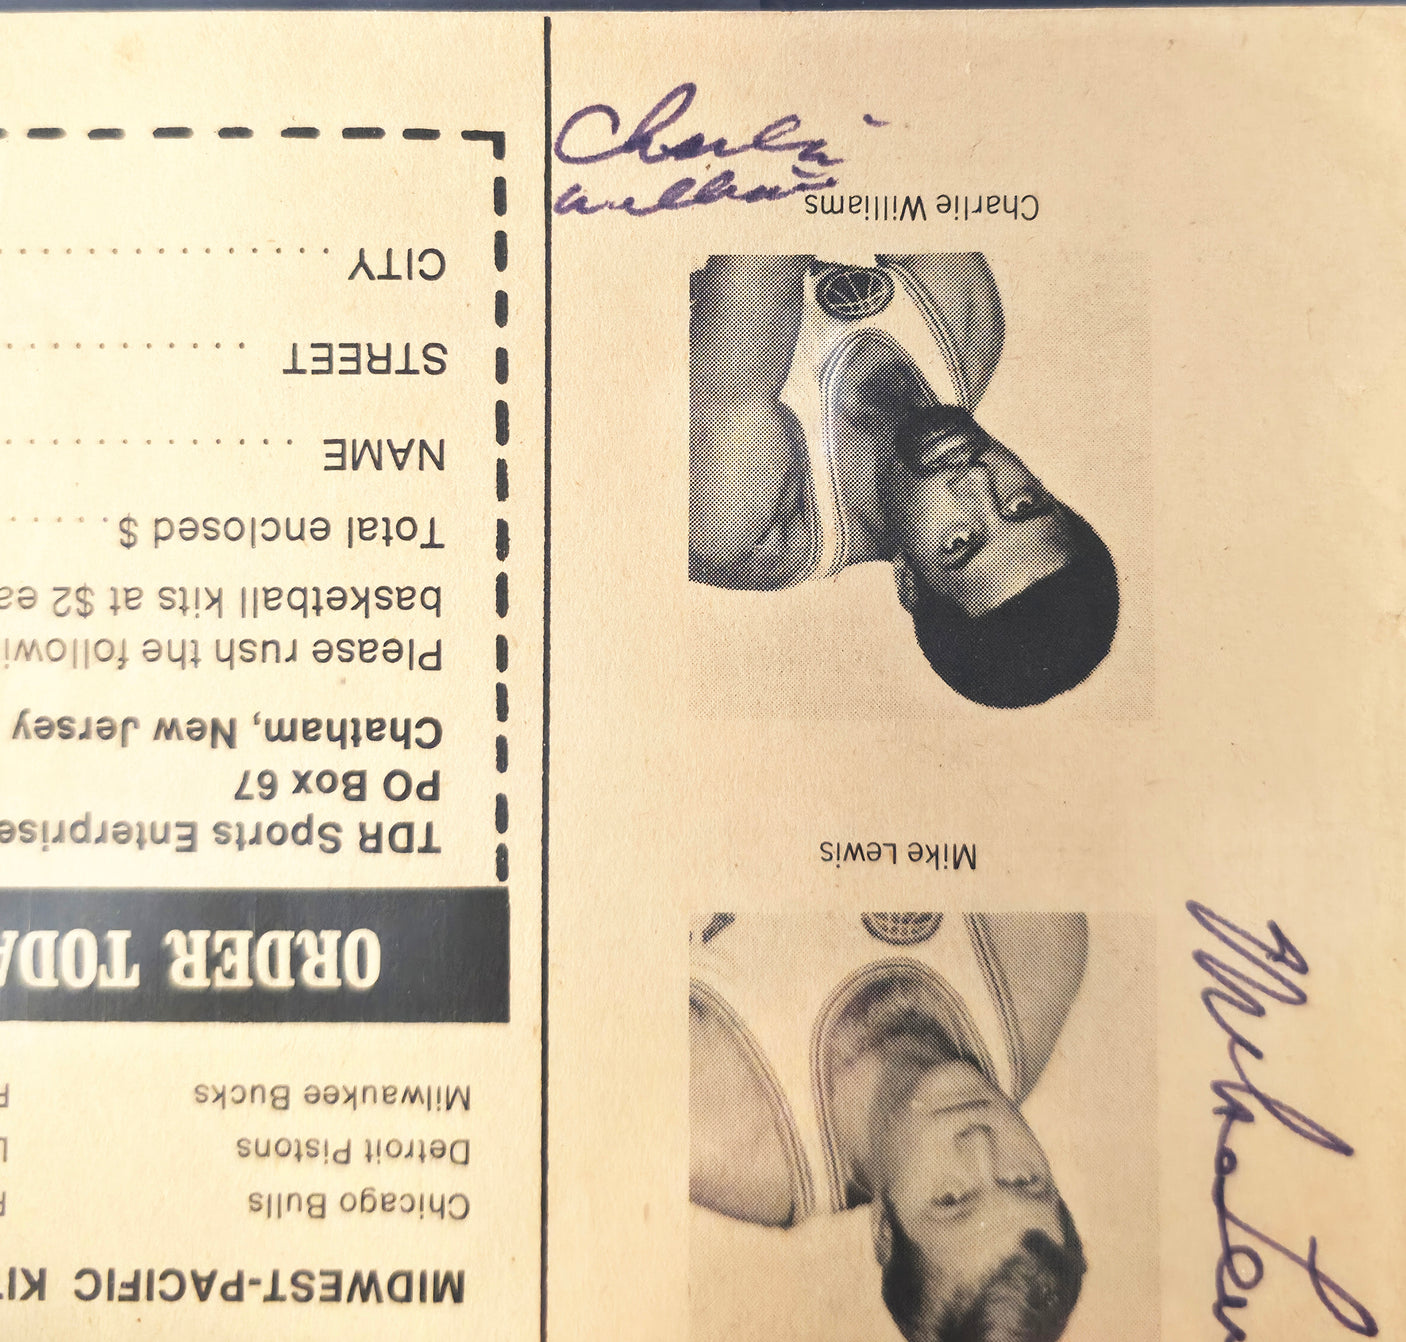 MIDWEST-PACIFIC KI
Chicago Bulls
Detroit Pistons
Milwaukee Bucks
ORDER TODA
TDR Sports Enterprise
PO Box 67
Chatham, New Jersey
Please rush the followi
basketball kits at $2 ea
Total enclosed $
NAME
STREET
CITY
Mike Lewis
Charlie Williams
Charlie
Williams
Mike Lew